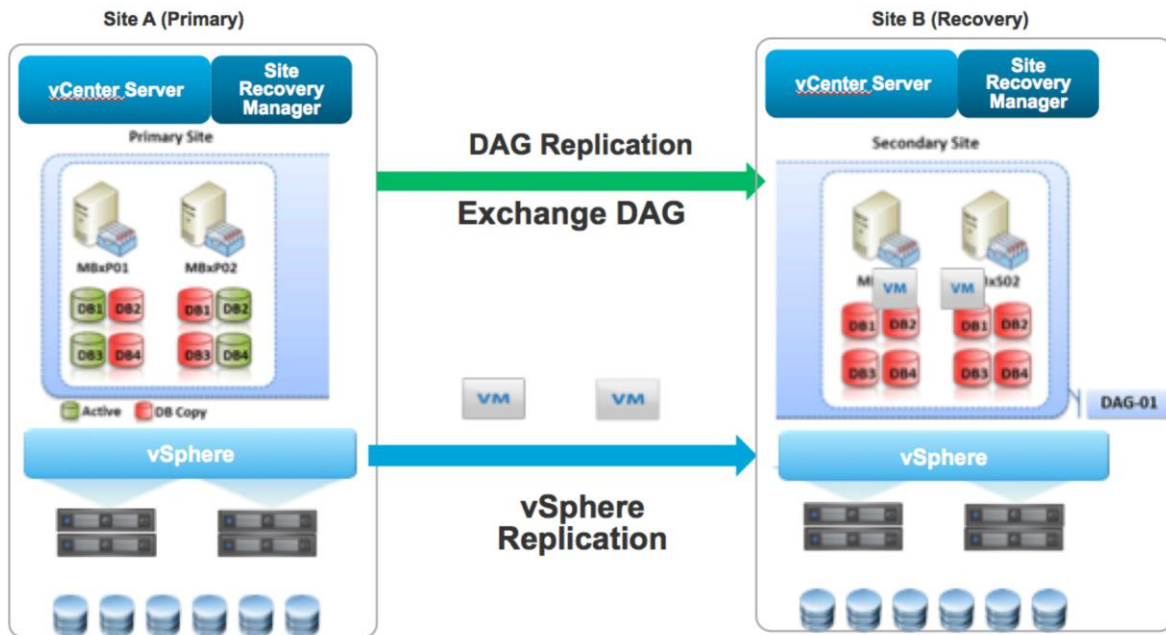 Site A (Primary)
Site B (Recovery)
vCenter Server
Site
Recovery
Manager
vCenter Server
Site
Recovery
Manager
Primary Site
Secondary Site
DAG Replication
Exchange DAG
MBxP01
MBxP02
VM
VM
DB1
DB2
DB1
DB2
DB3
DB4
DB3
DB4
DB1
DB2
DB1
DB2
DB3
DB4
DB3
DB4
VM
VM
Active
DB Copy
DAG-01
vSphere
vSphere
vSphere
Replication